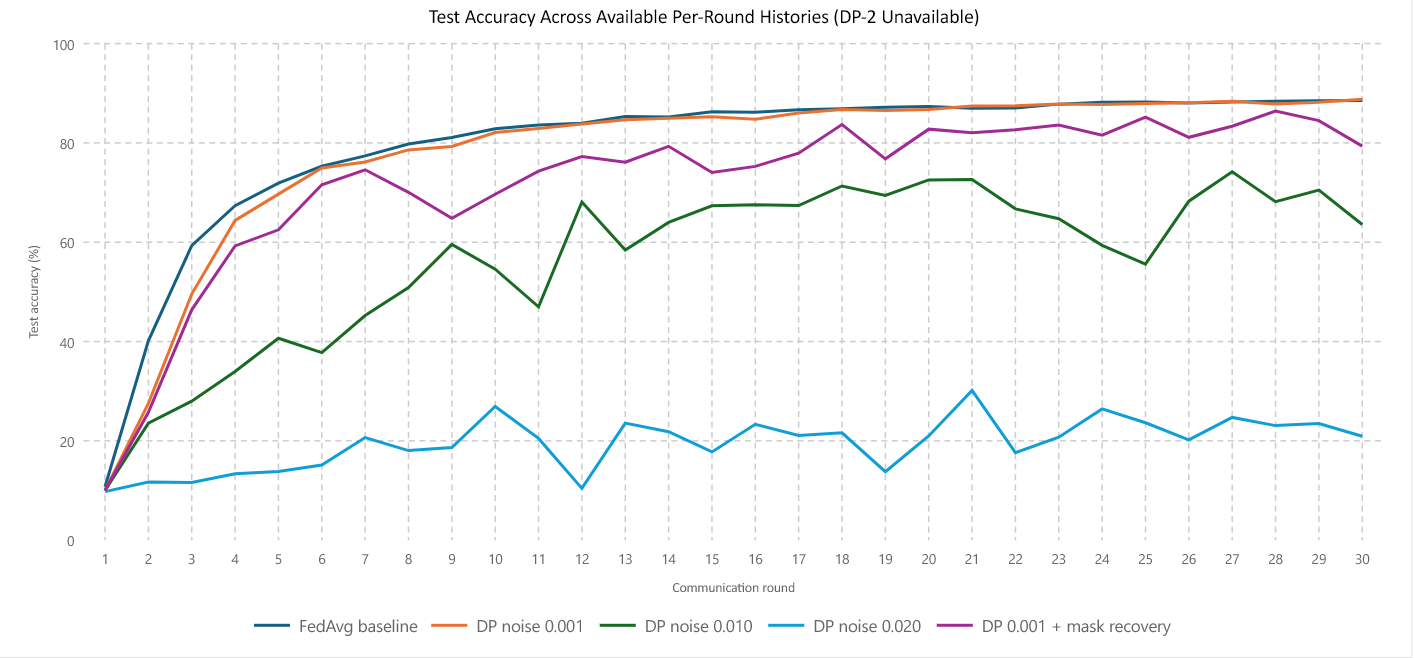 Test Accuracy Across Available Per-Round Histories (DP-2 Unavailable)
100
80
60
40
20
0
Test accuracy (%)
1 2 3 4 5 6 7 8 9 10 11 12 13 14 15 16 17 18 19 20 21 22 23 24 25 26 27 28 29 30
Communication round
FedAvg baseline DP noise 0.001 DP noise 0.010 DP noise 0.020 DP 0.001 + mask recovery